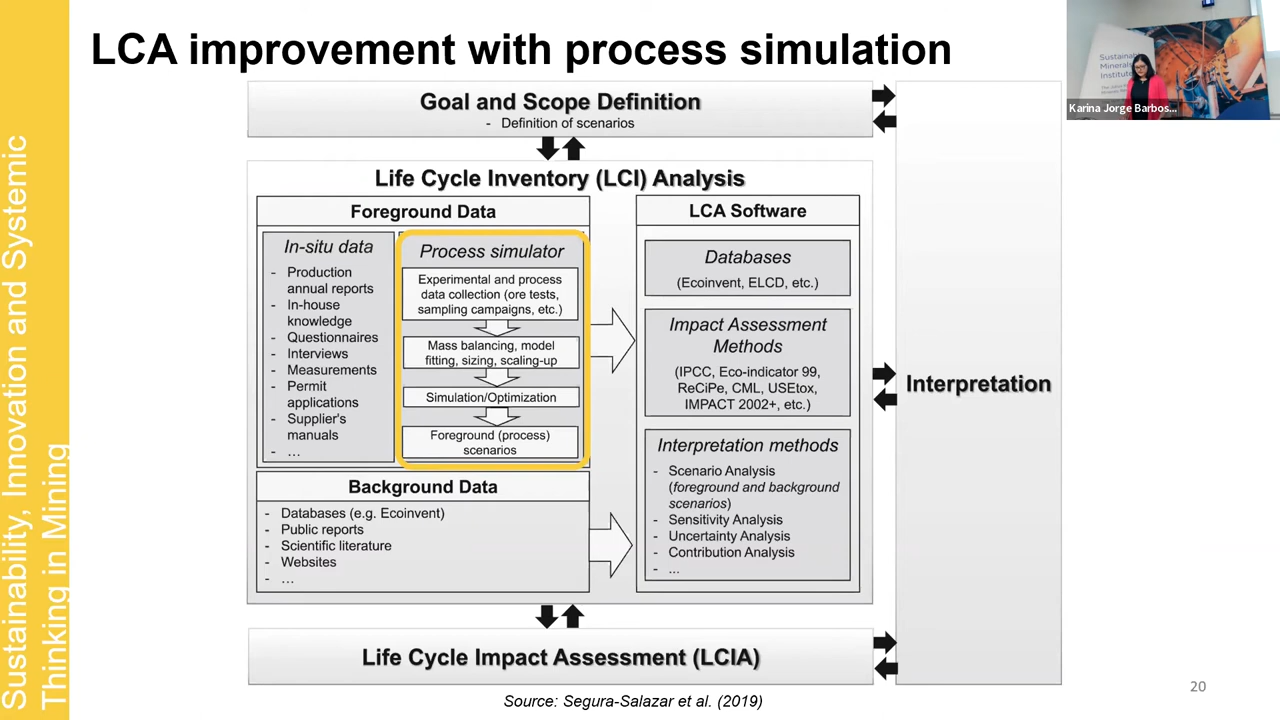 LCA improvement with process simulation
Sustainability, Innovation and Systemic
Thinking in Mining
Goal and Scope Definition
- Definition of scenarios
Life Cycle Inventory (LCI) Analysis
Foreground Data
In-situ data
- Production
annual reports
- In-house
knowledge
- Questionnaires
- Interviews
- Measurements
- Permit
applications
- Supplier's
manuals
- ...
Process simulator
Experimental and process
data collection (ore tests,
sampling campaigns, etc.)
Mass balancing, model
fitting, sizing, scaling-up
Simulation/Optimization
Foreground (process)
scenarios
Background Data
- Databases (e.g. Ecoinvent)
- Public reports
- Scientific literature
- Websites
- ...
LCA Software
Databases
(Ecoinvent, ELCD, etc.)
Impact Assessment
Methods
(IPCC, Eco-indicator 99,
ReCiPe, CML, USEtox,
IMPACT 2002+, etc.)
Interpretation methods
- Scenario Analysis
(foreground and background
scenarios)
- Sensitivity Analysis
- Uncertainty Analysis
- Contribution Analysis
- ...
Interpretation
Life Cycle Impact Assessment (LCIA)
Source: Segura-Salazar et al. (2019)
20
Sustainab
Minerals
Institute
Karina Jorge Barbos...